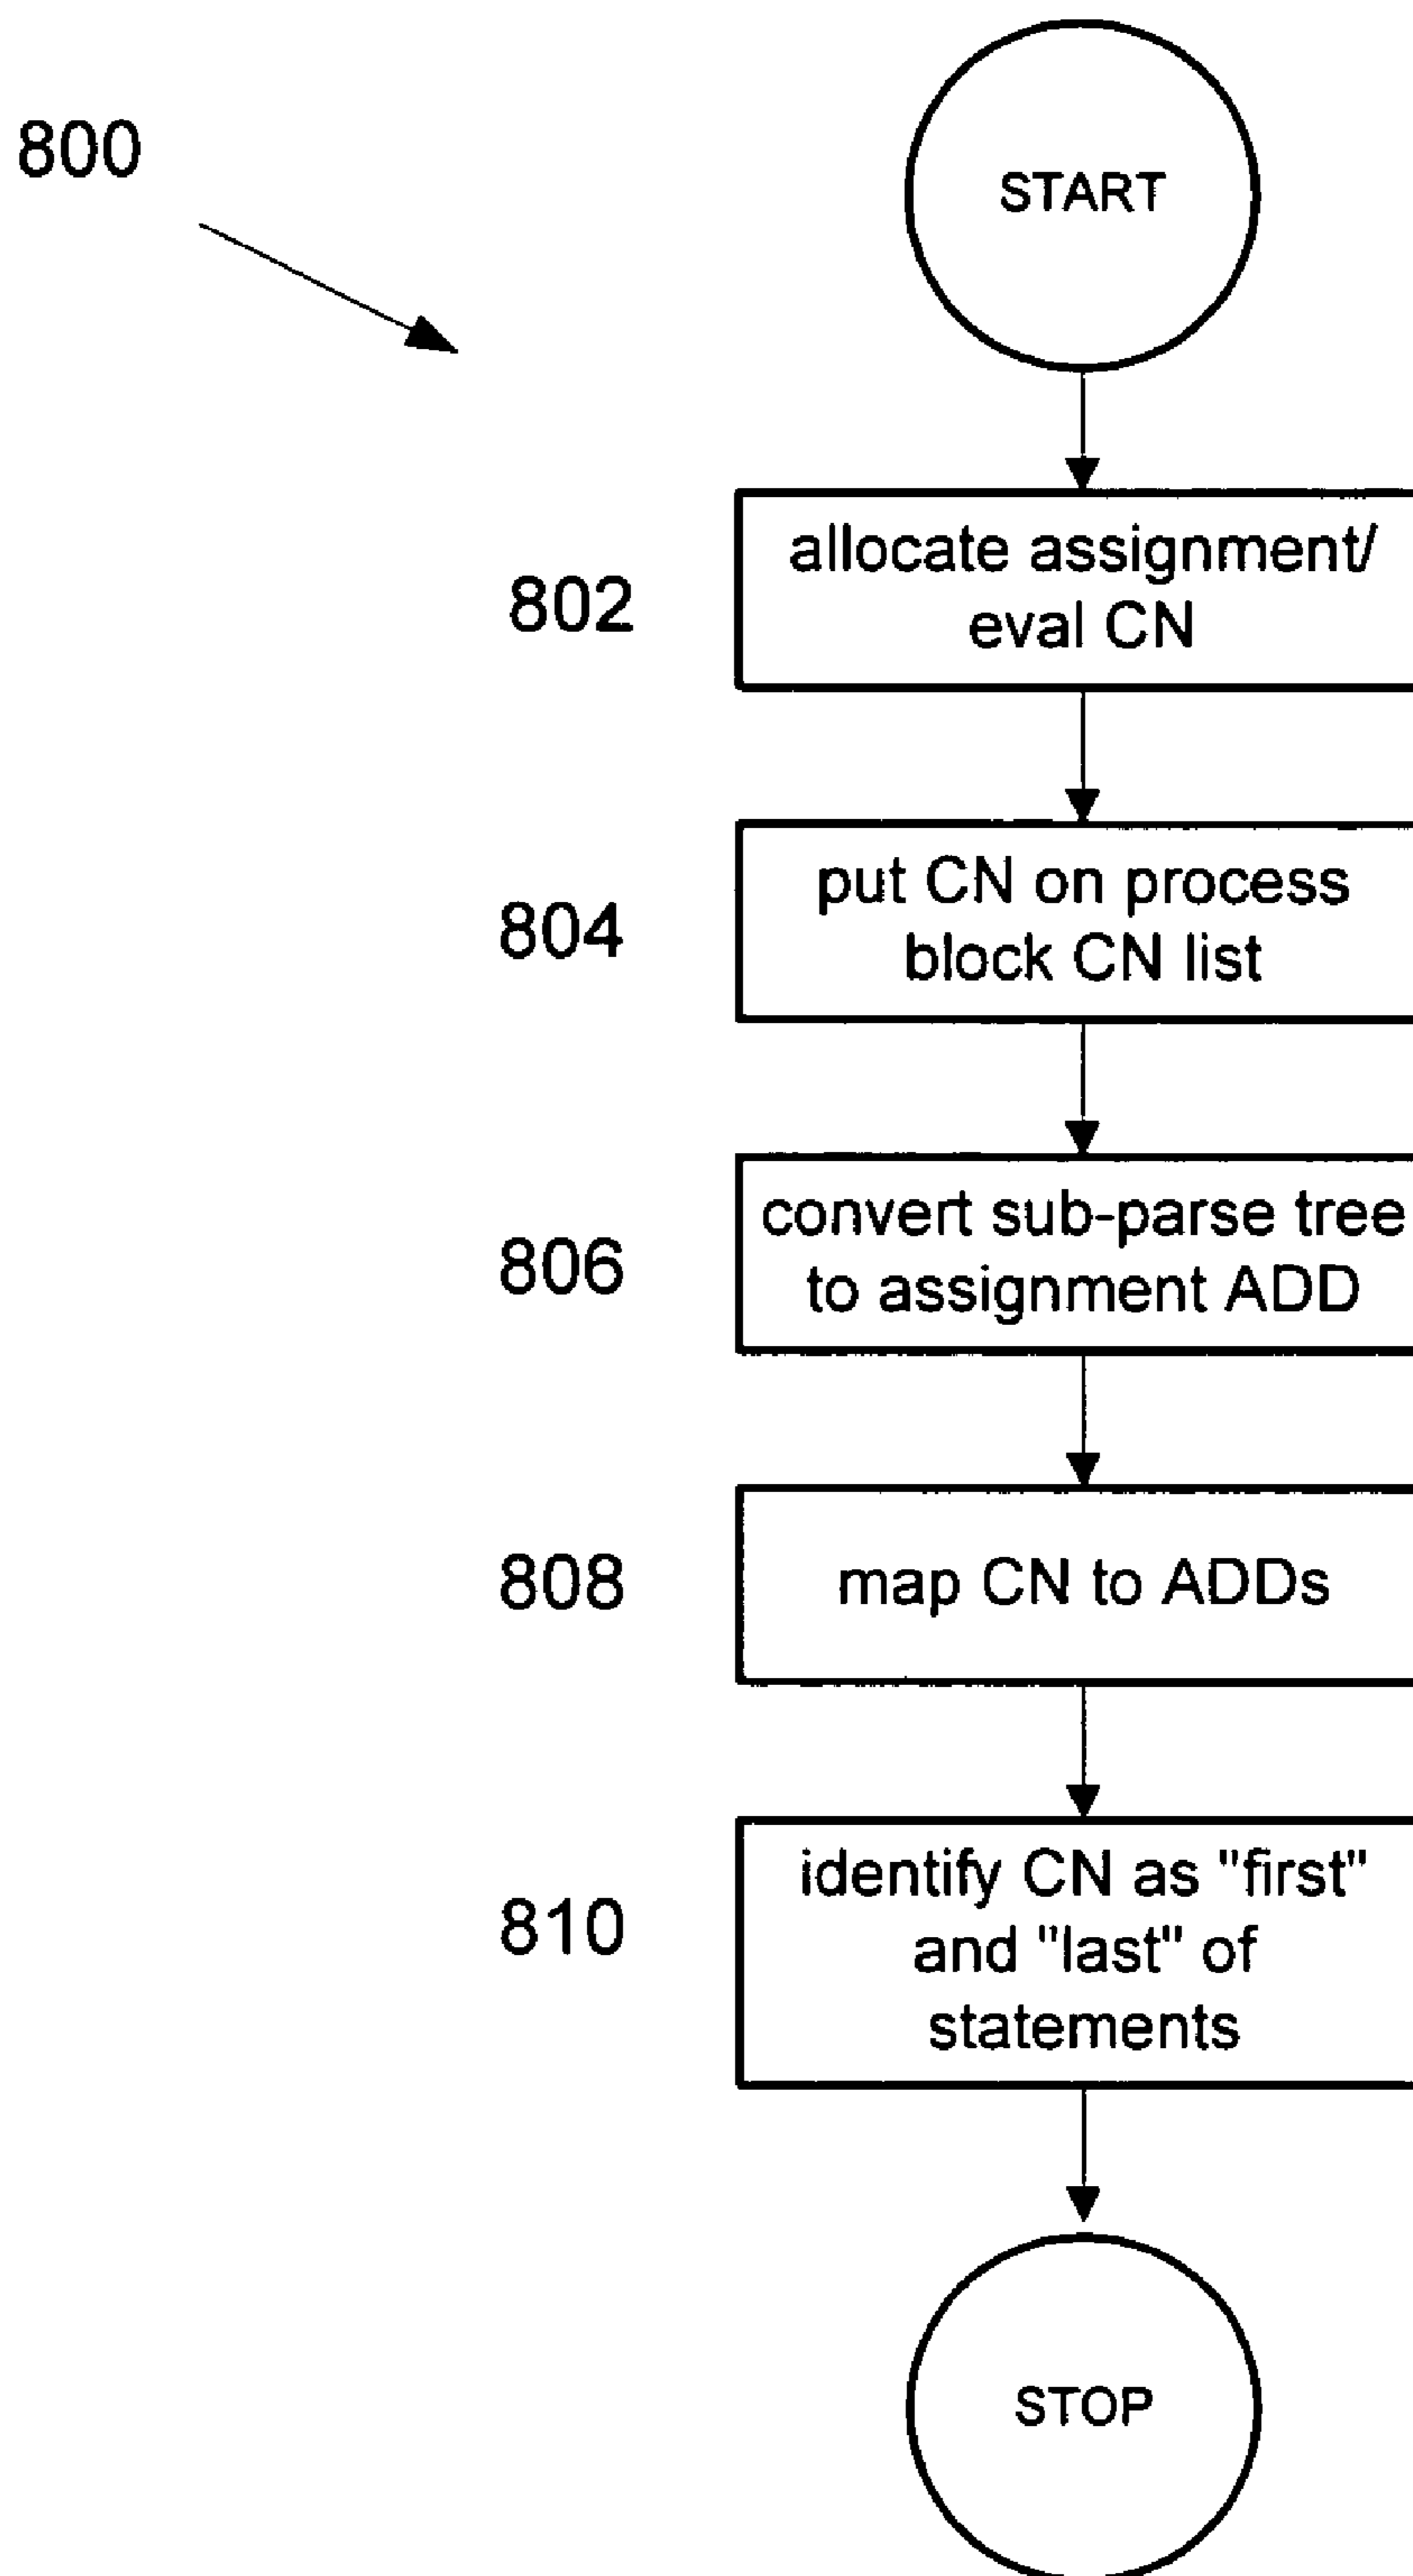 800
START
802
allocate assignment/
eval CN
804
put CN on process
block CN list
806
convert sub-parse tree
to assignment ADD
808
map CN to ADDs
810
identify CN as "first"
and "last" of
statements
STOP